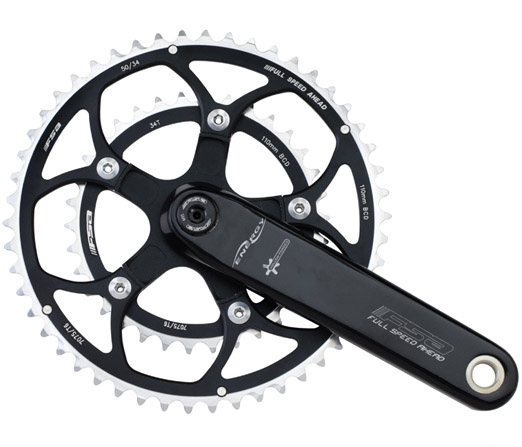 50/34
FULL SPEED AHEAD
FSA
34T
110mm BCD
110mm BCD
FSA
ENERGY
7075/T6
7075/T6
FSA
FULL SPEED AHEAD